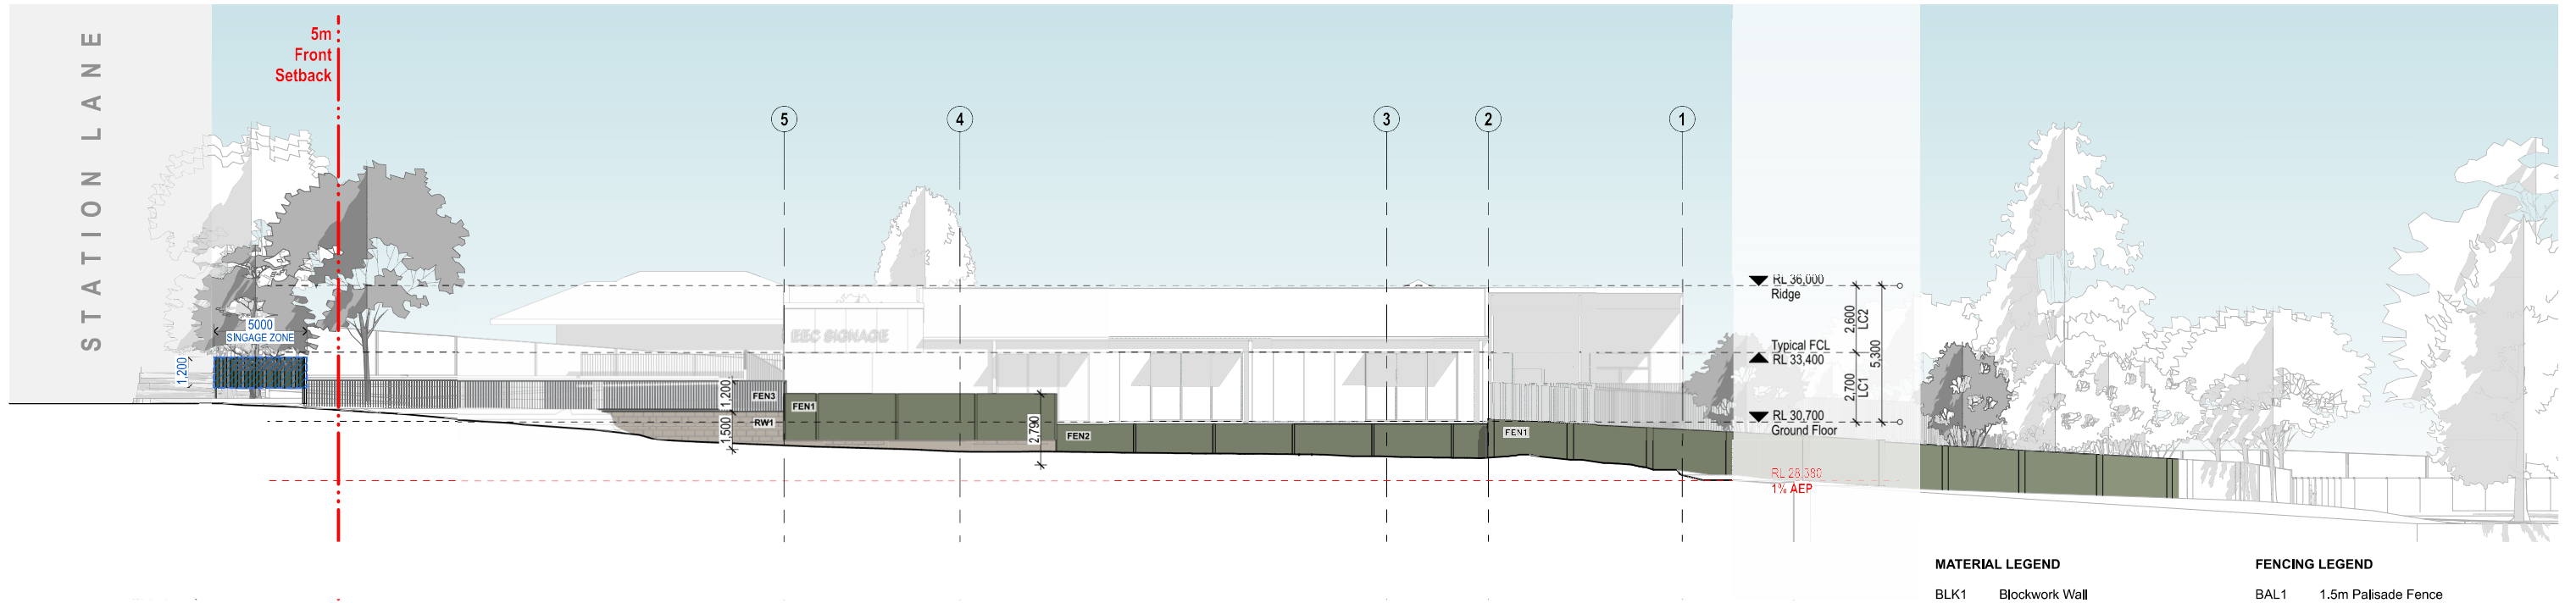 STATION LANE
5m
Front
Setback
5
4
3
2
1
RL 36,000
Ridge
2,600
LC2
5,300
Typical FCL
RL 33,400
2,700
LC1
RL 30,700
Ground Floor
RL 28,380
1% AEP
5000
SINGAGE ZONE
1,200
EEC SIGNAGE
1,200
FEN3
RW1
1,500
FEN1
2,790
FEN2
FEN1
MATERIAL LEGEND
BLK1 Blockwork Wall
FENCING LEGEND
BAL1 1.5m Palisade Fence